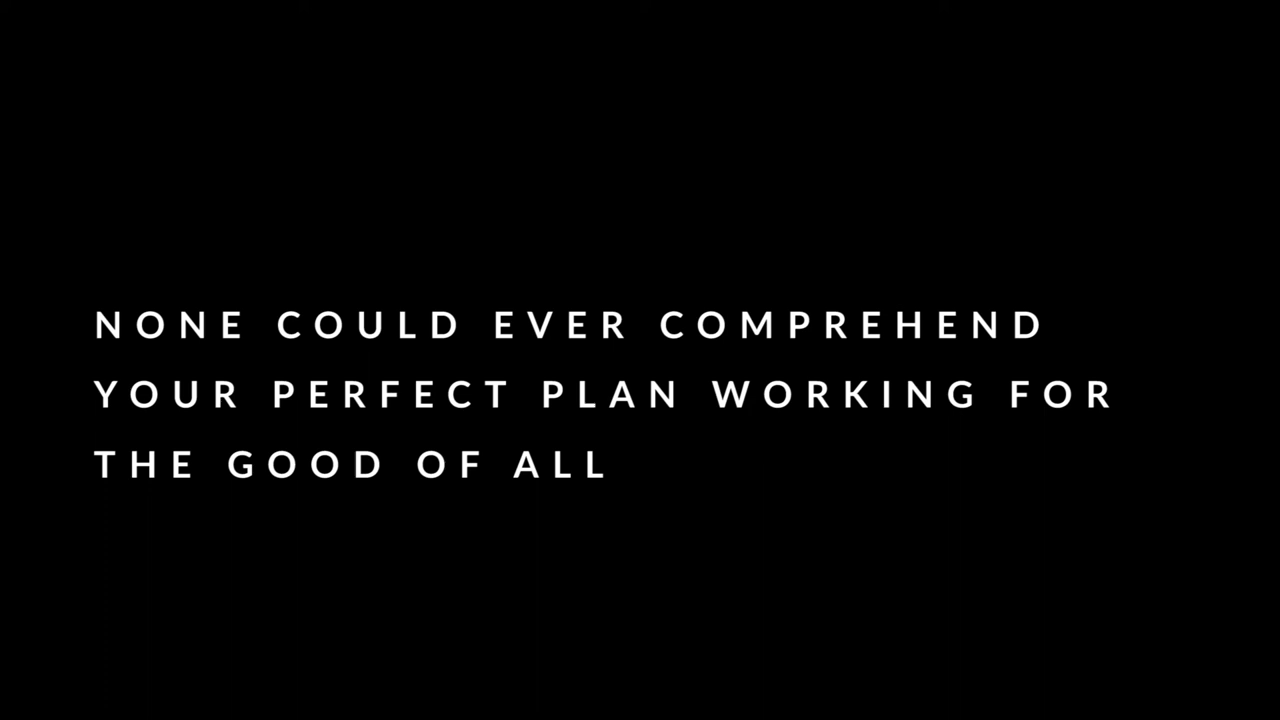 NONE COULD EVER COMPREHEND
YOUR PERFECT PLAN WORKING FOR
THE GOOD OF ALL